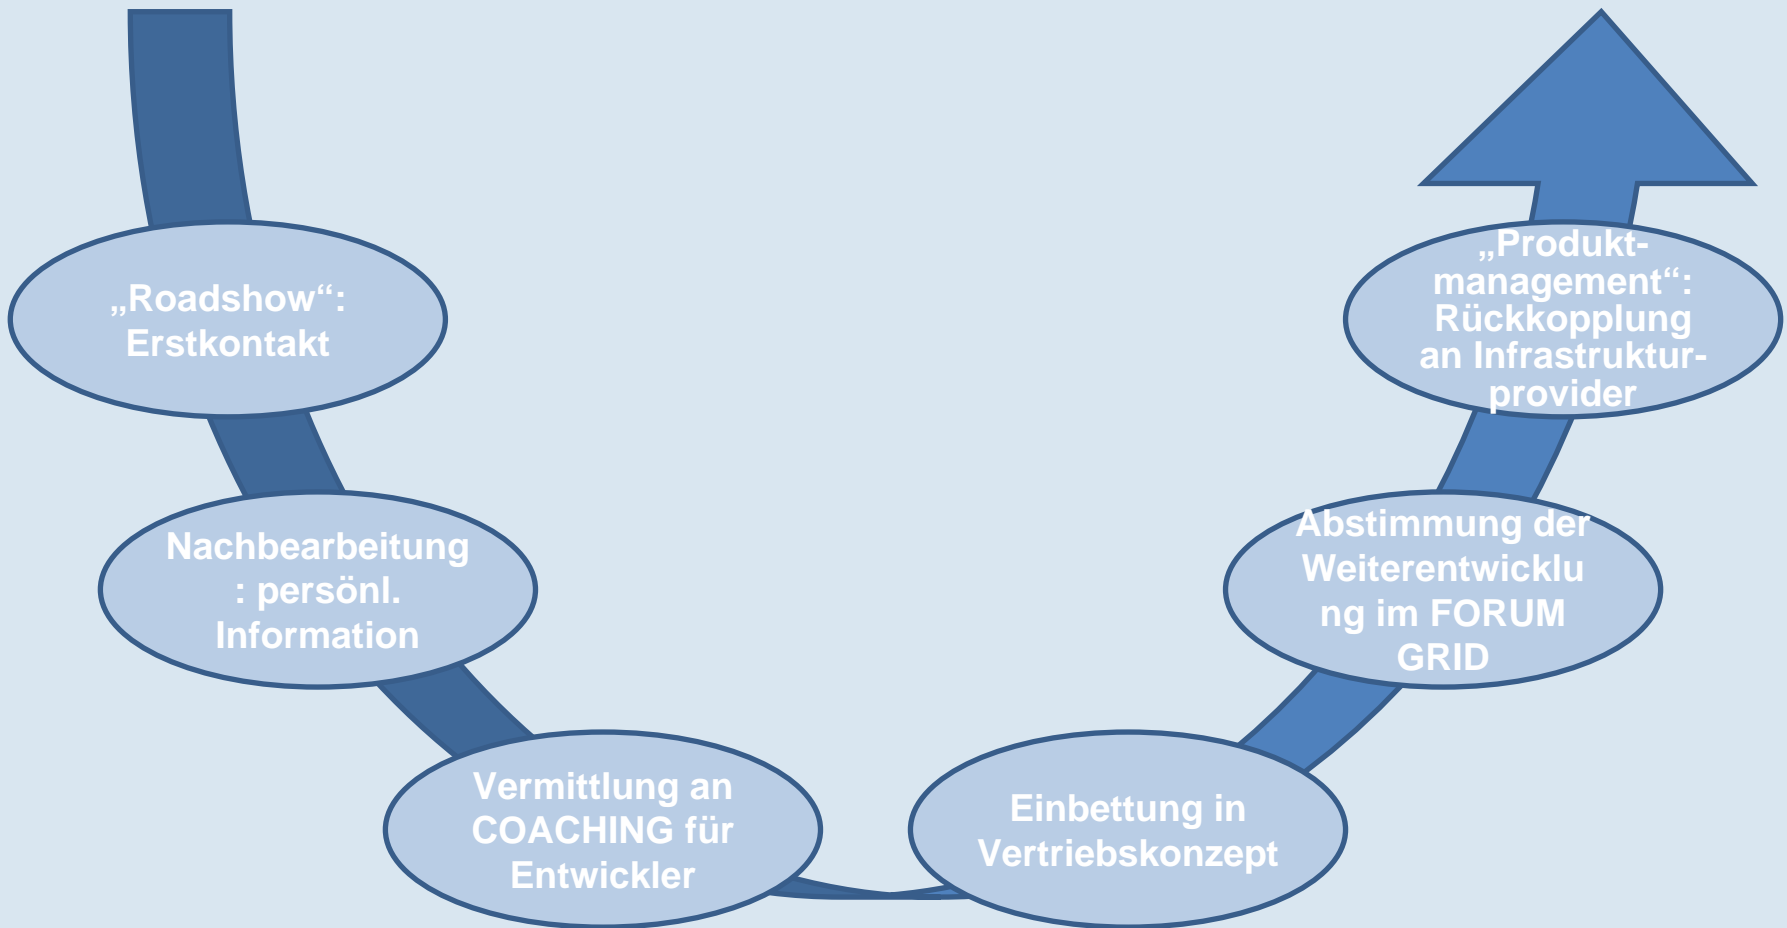 „Roadshow“:
Erstkontakt
Nachbearbeitung
: persönl.
Information
Vermittlung an
COACHING für
Entwickler
Einbettung in
Vertriebskonzept
Abstimmung der
Weiterentwicklu
ng im FORUM
GRID
„Produkt-
management“:
Rückkopplung
an Infrastruktur-
provider